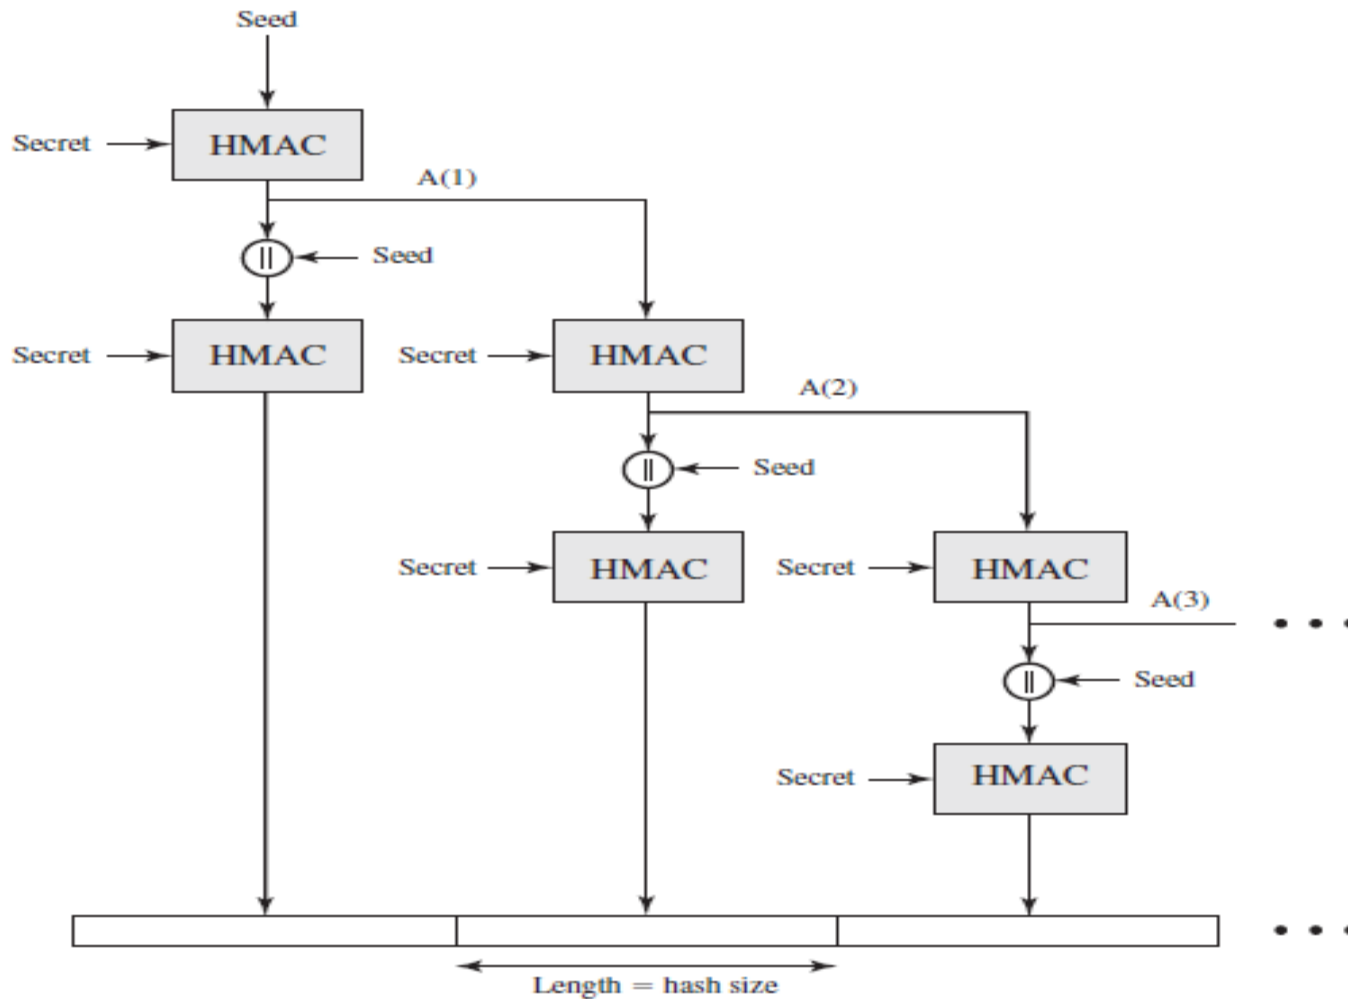 Seed
Secret HMAC
A(1)
|| Seed
Secret HMAC Secret HMAC
A(2)
|| Seed
Secret HMAC Secret HMAC
A(3)
|| Seed
Secret HMAC
Length = hash size